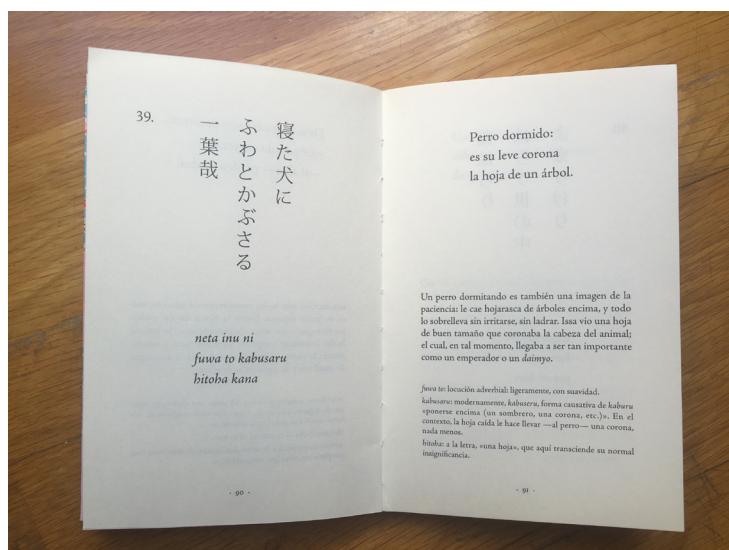 39.
寝た犬に
ふわとかぶさる
一葉哉
neta inu ni
fuwa to kabusaru
hitoha kana
· 90 ·
Perro dormido:
es su leve corona
la hoja de un árbol.
Un perro dormitando es también una imagen de la
paciencia: le cae hojarasca de árboles encima, y todo
lo sobrelleva sin irritarse, sin ladrar. Issa vio una hoja
de buen tamaño que coronaba la cabeza del animal;
el cual, en tal momento, llegaba a ser tan importante
como un emperador o un daimyo.
fuwa to: locución adverbial: ligeramente, con suavidad.
kabusaru: modernamente, kabuseru, forma causativa de kaburu
«ponerse encima (un sombrero, una corona, etc.)». En el
contexto, la hoja caída le hace llevar —al perro— una corona,
nada menos.
hitoha: a la letra, «una hoja», que aquí transciende su normal
insignificancia.
· 91 ·